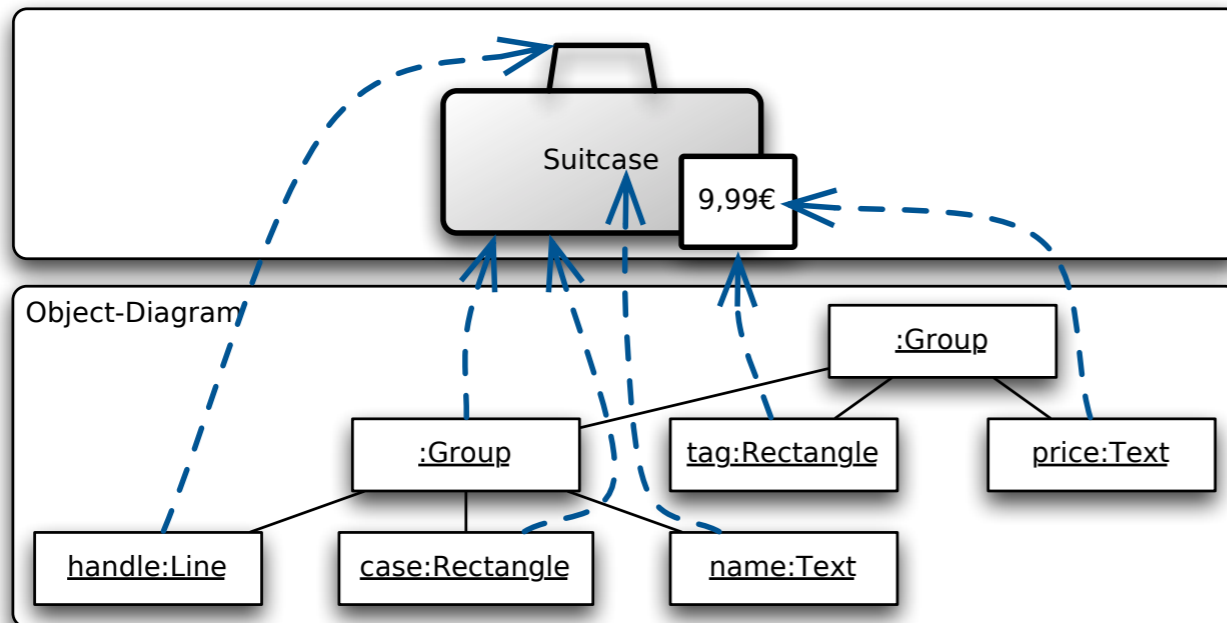 Suitcase
9,99€
Object-Diagram
:Group
:Group
tag:Rectangle
price:Text
handle:Line
case:Rectangle
name:Text